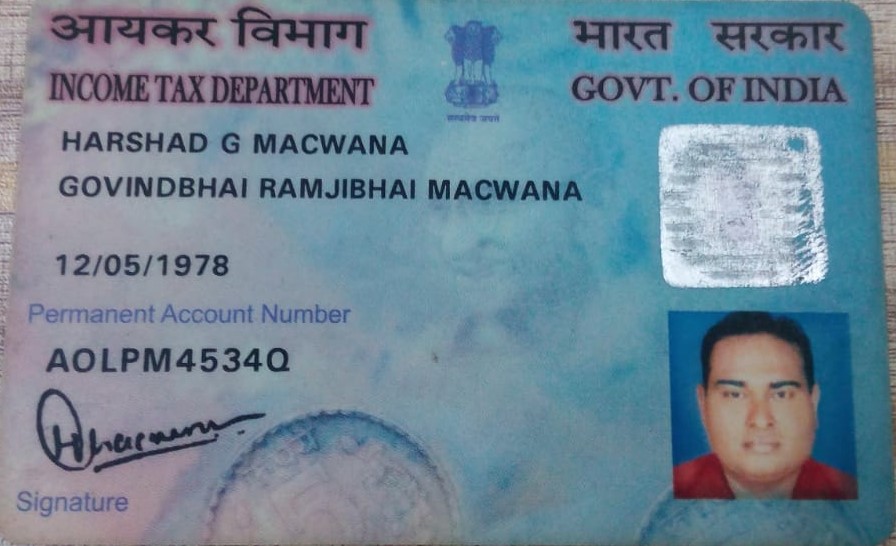 आयकर विभाग
INCOME TAX DEPARTMENT
भारत सरकार
GOVT. OF INDIA
सत्यमेव जयते
HARSHAD G MACWANA
GOVINDBHAI RAMJIBHAI MACWANA
12/05/1978
Permanent Account Number
AOLPM4534Q
Signature